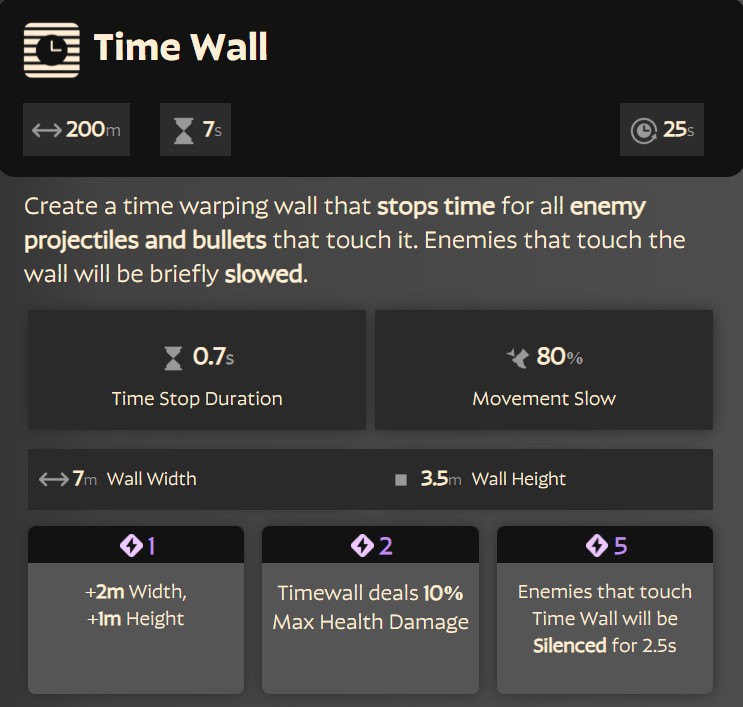 Time Wall
200m 7s 25s
Create a time warping wall that stops time for all enemy
projectiles and bullets that touch it. Enemies that touch the
wall will be briefly slowed.
0.7s 80%
Time Stop Duration Movement Slow
7m Wall Width 3.5m Wall Height
1
+2m Width,
+1m Height
2
Timewall deals 10%
Max Health Damage
5
Enemies that touch
Time Wall will be
Silenced for 2.5s